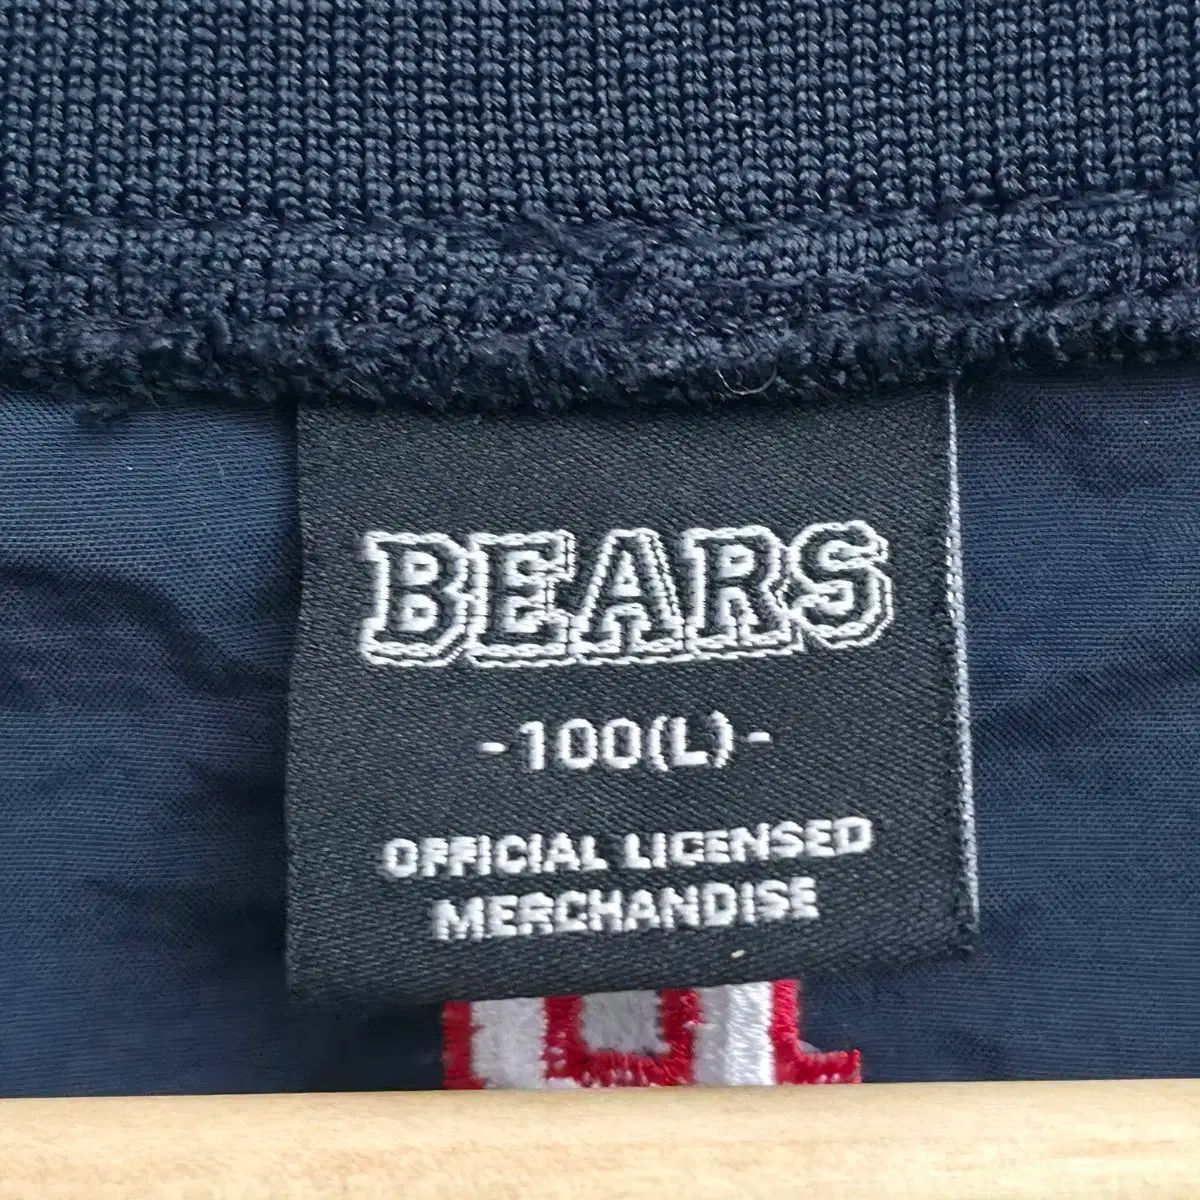 BEARS
-100(L)-
OFFICIAL LICENSED
MERCHANDISE